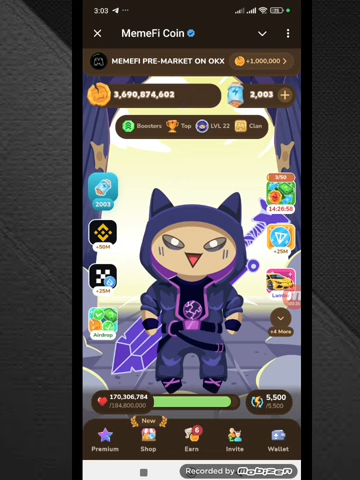 3:03
MemeFi Coin
MEMEFI PRE-MARKET ON OKX
+1,000,000
3,690,874,602
2,003
Boosters
Top
LVL 22
Clan
2003
3/50
14:26:58
+50M
+25M
+25M
Airdrop
+4 More
170,306,784
/184,800,000
5,500
/5,500
New
6
Premium
Shop
Earn
Invite
Wallet
Recorded by Mobizen